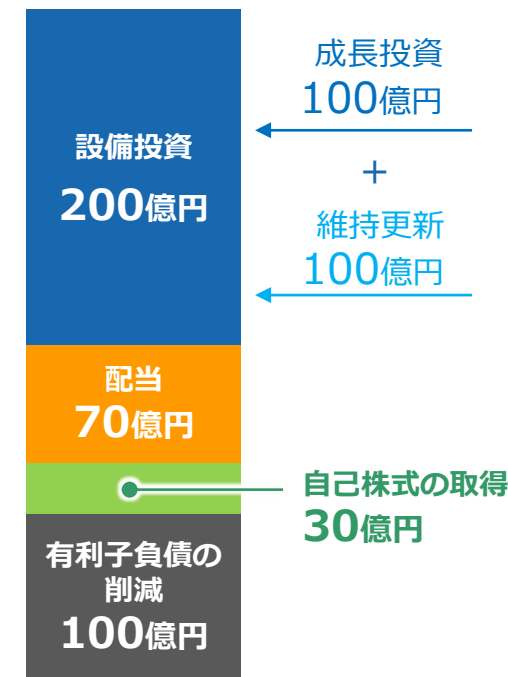 設備投資
200億円
成長投資
100億円
+
維持更新
100億円
配当
70億円
自己株式の取得
30億円
有利子負債の
削減
100億円